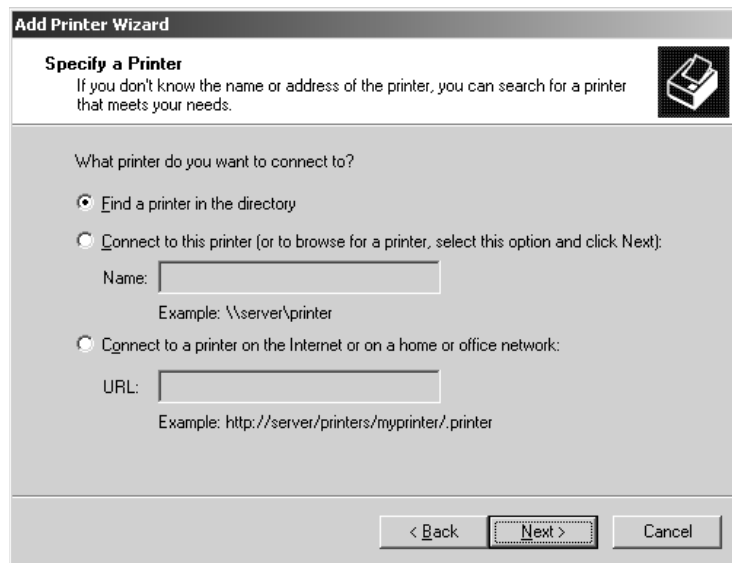 Add Printer Wizard
Specify a Printer
If you don't know the name or address of the printer, you can search for a printer
that meets your needs.
What printer do you want to connect to?
Find a printer in the directory
Connect to this printer (or to browse for a printer, select this option and click Next):
Name:
Example: \\server\printer
Connect to a printer on the Internet or on a home or office network:
URL:
Example: http://server/printers/myprinter/.printer
< Back Next > Cancel